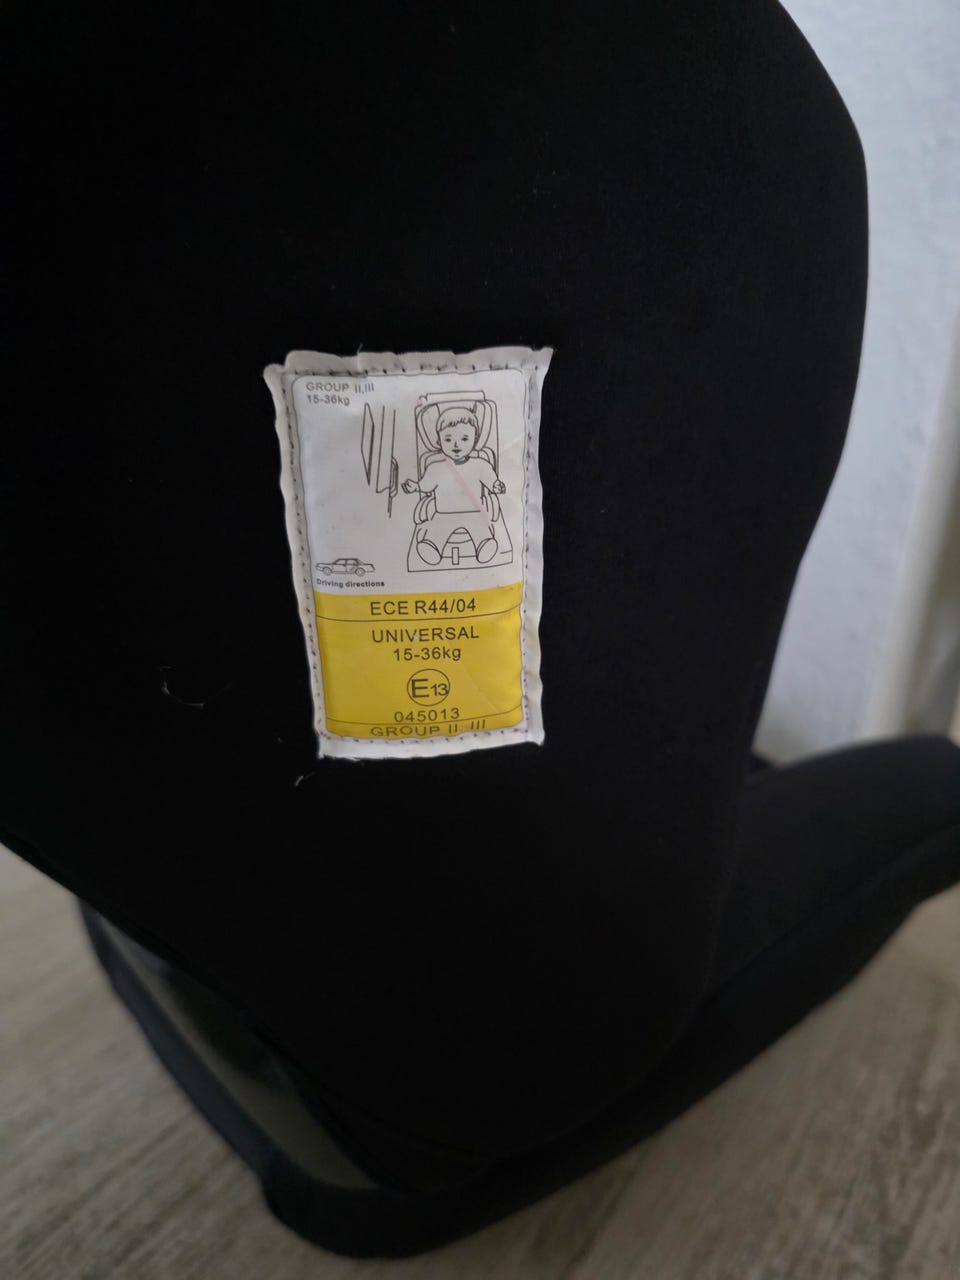 GROUP II,III
15-36kg
Driving directions
ECE R44/04
UNIVERSAL
15-36kg
E13
045013
GROUP II III